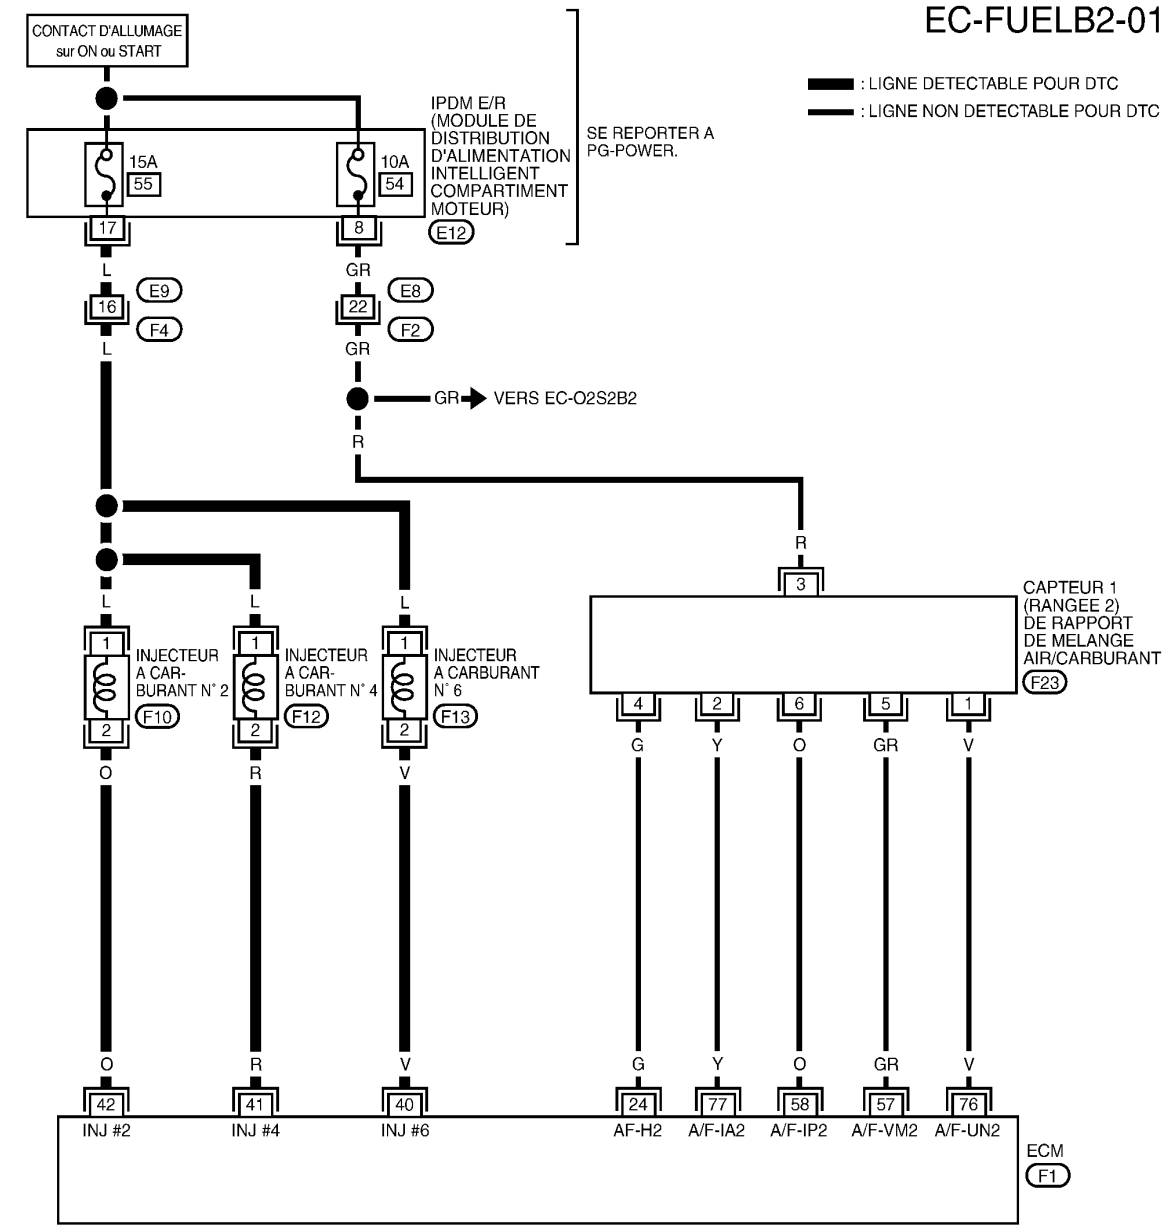 EC-FUELB2-01
CONTACT D'ALLUMAGE
sur ON ou START
: LIGNE DETECTABLE POUR DTC
: LIGNE NON DETECTABLE POUR DTC
IPDM E/R
(MODULE DE
DISTRIBUTION
D'ALIMENTATION
INTELLIGENT
COMPARTIMENT
MOTEUR)
E12
SE REPORTER A
PG-POWER.
15A
55
10A
54
17
8
L
GR
16
E9
F4
22
E8
F2
L
GR
GR
VERS EC-O2S2B2
R
R
3
L
L
L
1
1
1
INJECTEUR
A CAR-
BURANT N° 2
F10
INJECTEUR
A CAR-
BURANT N° 4
F12
INJECTEUR
A CARBURANT
N° 6
F13
2
2
2
CAPTEUR 1
(RANGEE 2)
DE RAPPORT
DE MELANGE
AIR/CARBURANT
F23
4
2
6
5
1
G
Y
O
GR
V
O
R
V
O
R
V
G
Y
O
GR
V
42
41
40
24
77
58
57
76
INJ #2
INJ #4
INJ #6
AF-H2
A/F-IA2
A/F-IP2
A/F-VM2
A/F-UN2
ECM
F1